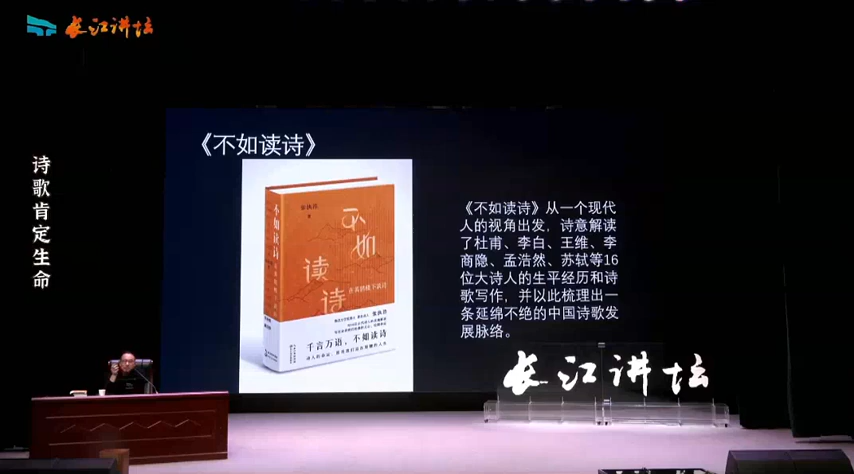 长江讲坛
诗歌肯定生命
《不如读诗》
不如读诗
张执浩
不如
读
诗
千言万语，不如读诗
《不如读诗》从一个现代
人的视角出发，诗意解读
了杜甫、李白、王维、李
商隐、孟浩然、苏轼等16
位大诗人的生平经历和诗
歌写作，并以此梳理出一
条延绵不绝的中国诗歌发
展脉络。
长江讲坛